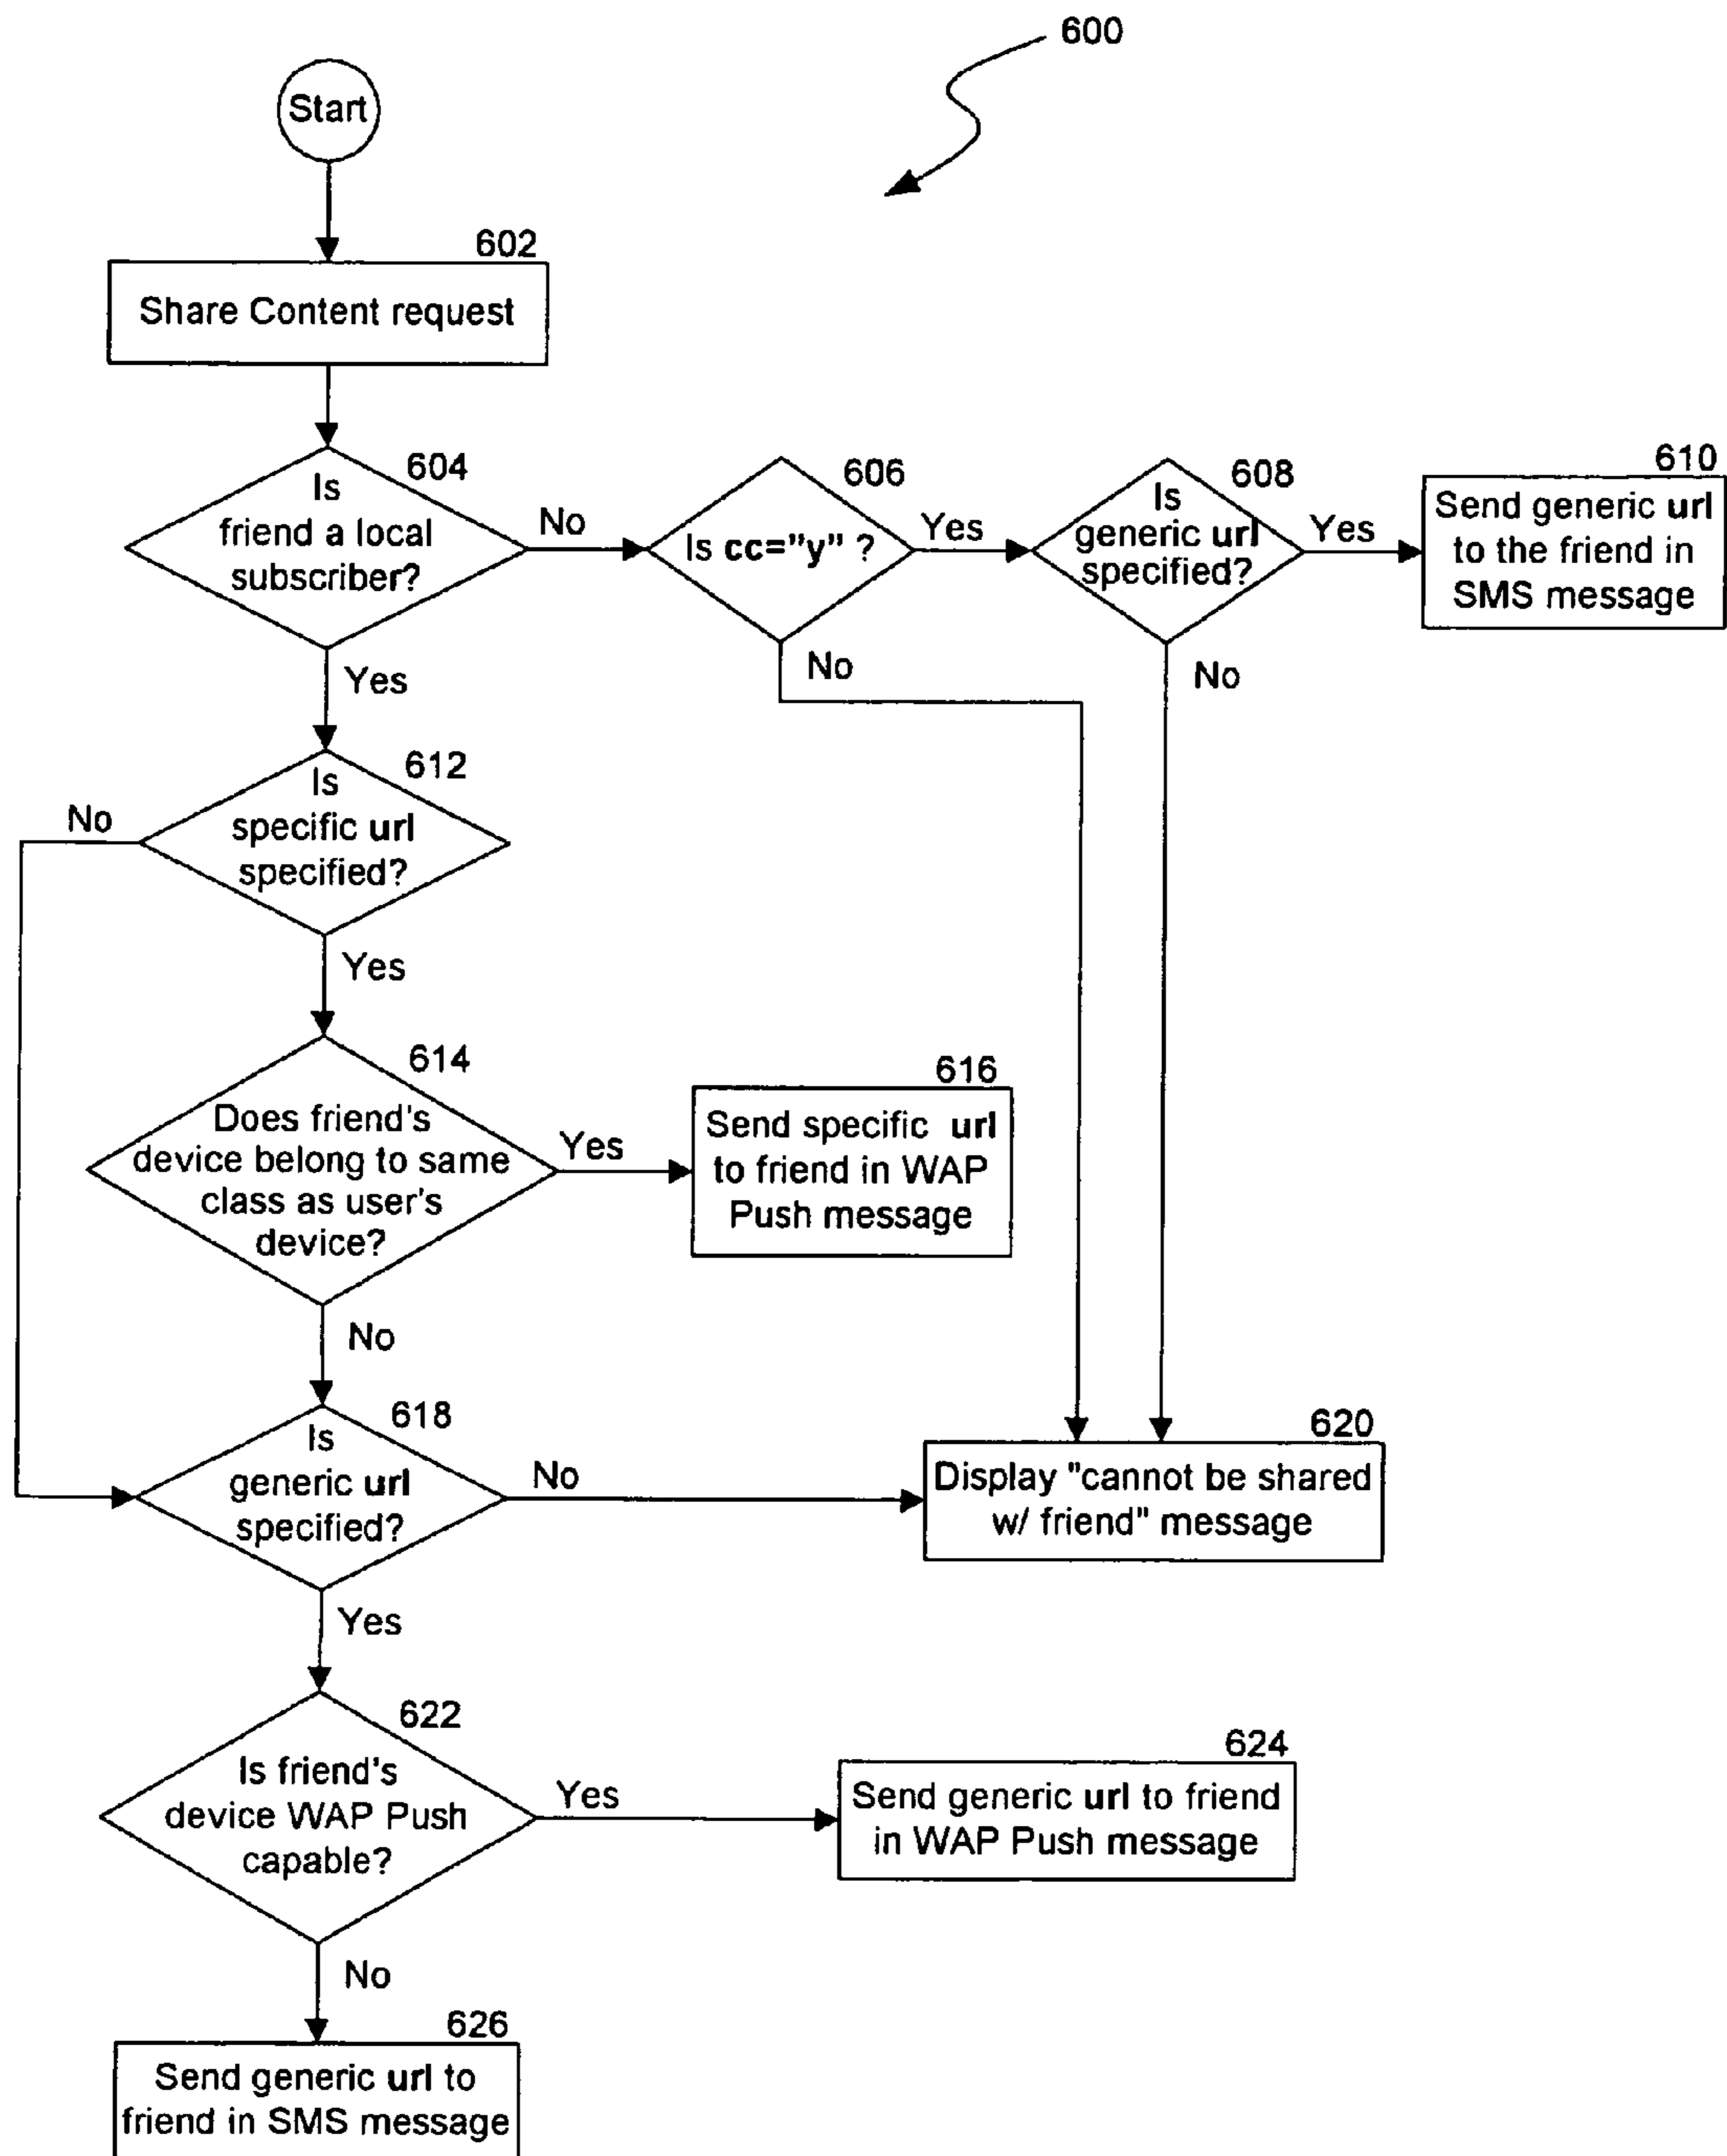 600
Start
602
Share Content request
604
Is
friend a local
subscriber?
No
606
Is cc="y" ?
Yes
608
Is
generic url
specified?
Yes
610
Send generic url
to the friend in
SMS message
No
No
Yes
612
Is
specific url
specified?
No
Yes
614
Does friend's
device belong to same
class as user's
device?
Yes
616
Send specific url
to friend in WAP
Push message
No
618
Is
generic url
specified?
No
620
Display "cannot be shared
w/ friend" message
Yes
622
Is friend's
device WAP Push
capable?
Yes
624
Send generic url to friend
in WAP Push message
No
626
Send generic url to
friend in SMS message